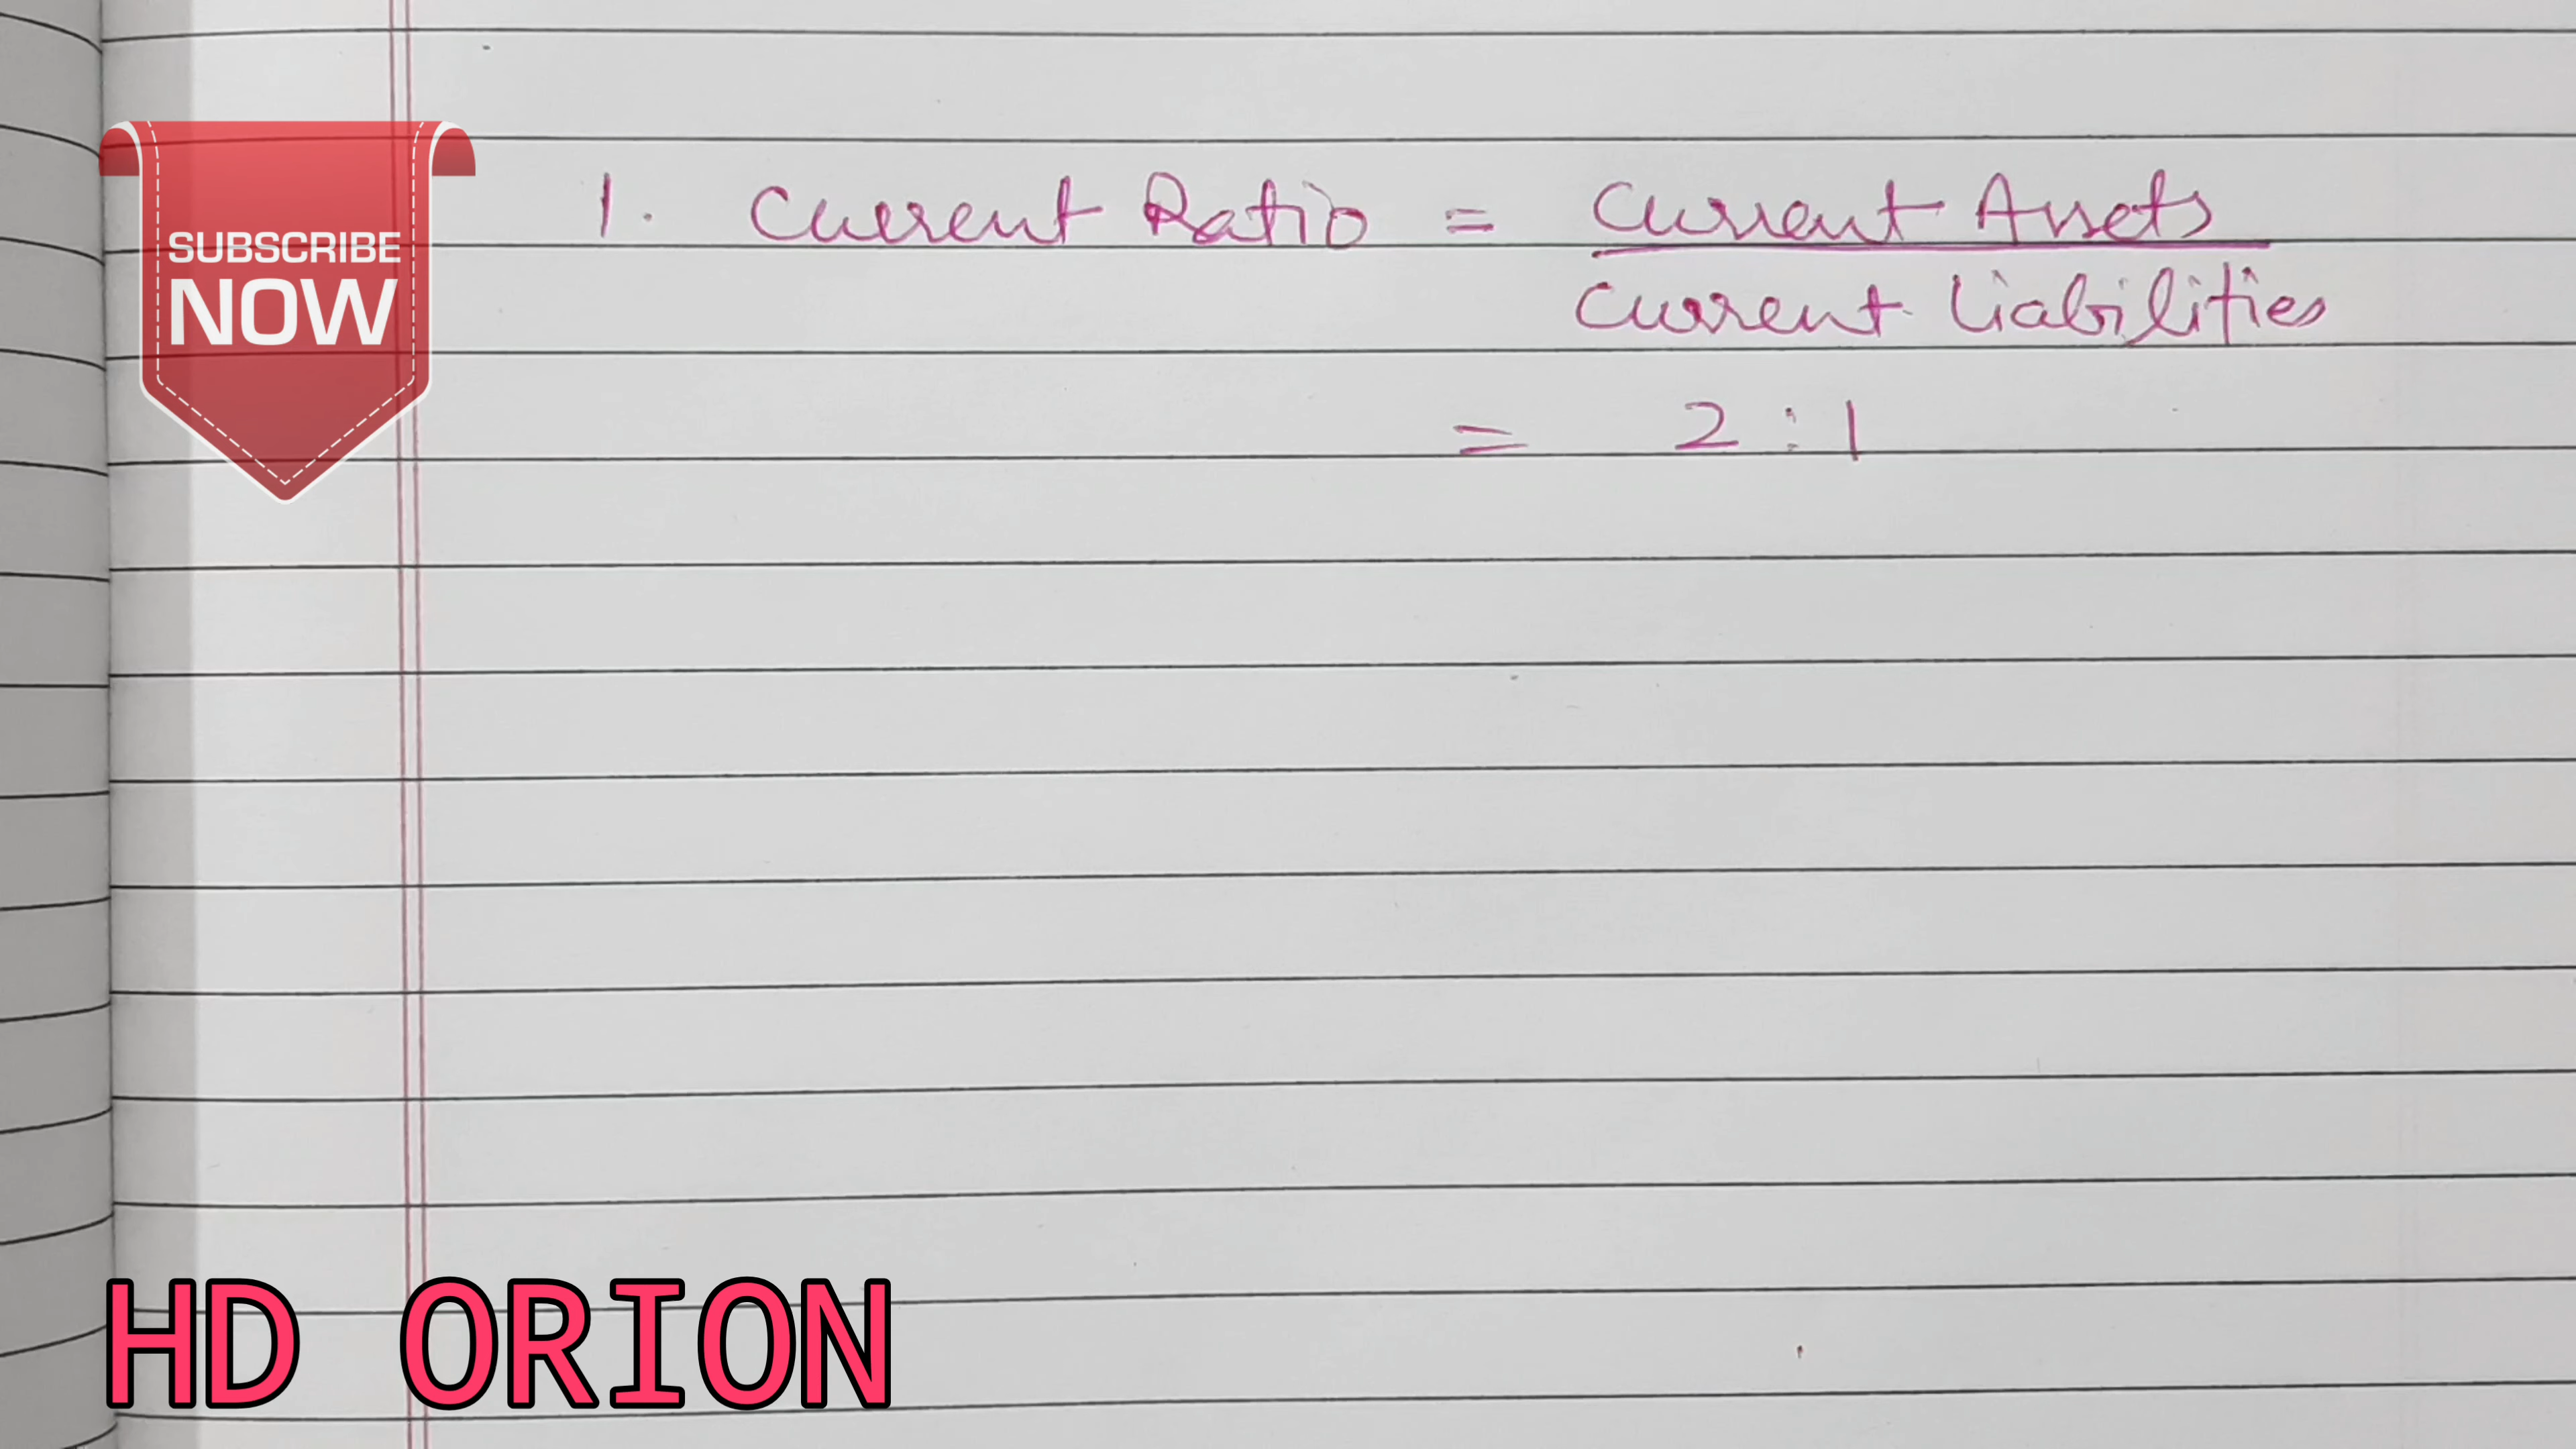 SUBSCRIBE
NOW
1. Current Ratio = Current Assets
Current Liabilities
= 2 : 1
HD ORION